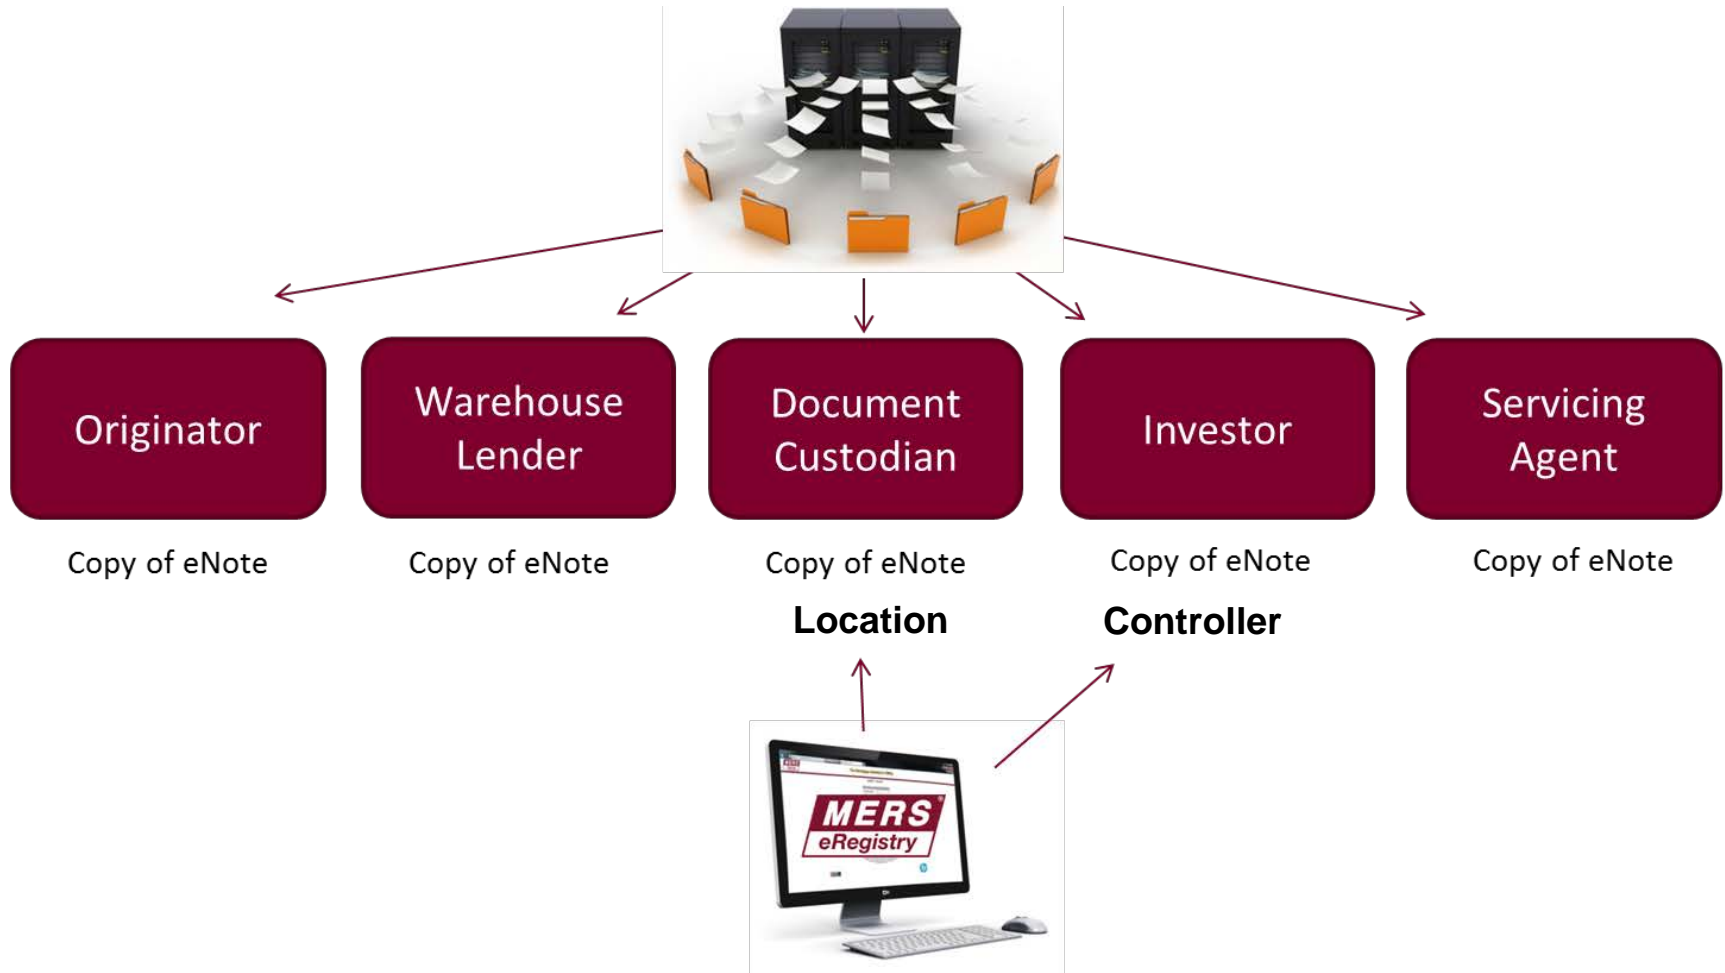 Originator
Warehouse
Lender
Document
Custodian
Investor
Servicing
Agent
Copy of eNote
Copy of eNote
Copy of eNote
Copy of eNote
Copy of eNote
Location
Controller
MERS
MERS®
eRegistry